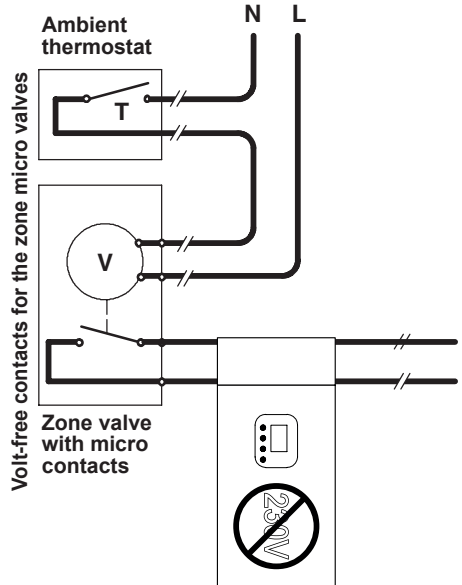 N L
Ambient
thermostat
T
Volt-free contacts for the zone micro valves
V
Zone valve
with micro
contacts
230V